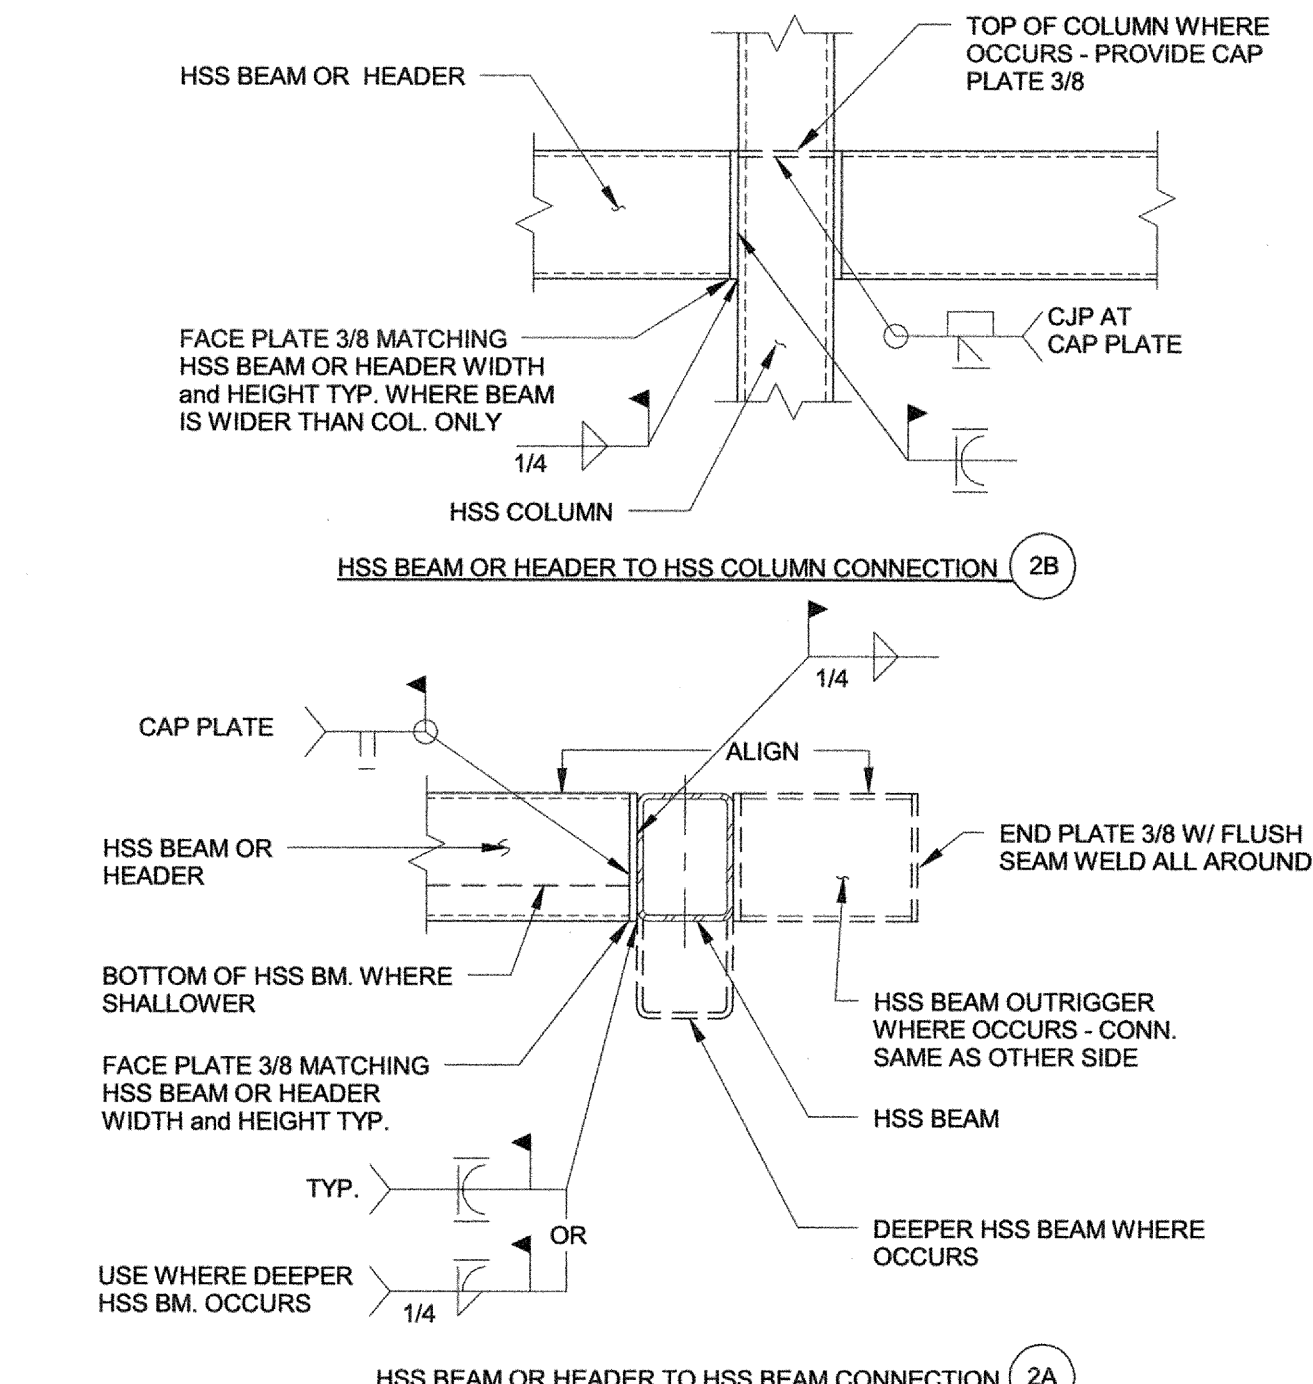 TOP OF COLUMN WHERE
OCCURS - PROVIDE CAP
PLATE 3/8
HSS BEAM OR HEADER
FACE PLATE 3/8 MATCHING
HSS BEAM OR HEADER WIDTH
and HEIGHT TYP. WHERE BEAM
IS WIDER THAN COL. ONLY
CJP AT
CAP PLATE
1/4
HSS COLUMN
HSS BEAM OR HEADER TO HSS COLUMN CONNECTION 2B
1/4
CAP PLATE
ALIGN
HSS BEAM OR
HEADER
END PLATE 3/8 W/ FLUSH
SEAM WELD ALL AROUND
BOTTOM OF HSS BM. WHERE
SHALLOWER
HSS BEAM OUTRIGGER
WHERE OCCURS - CONN.
SAME AS OTHER SIDE
FACE PLATE 3/8 MATCHING
HSS BEAM OR HEADER
WIDTH and HEIGHT TYP.
HSS BEAM
TYP.
OR
DEEPER HSS BEAM WHERE
OCCURS
USE WHERE DEEPER
HSS BM. OCCURS
1/4
HSS BEAM OR HEADER TO HSS BEAM CONNECTION 2A